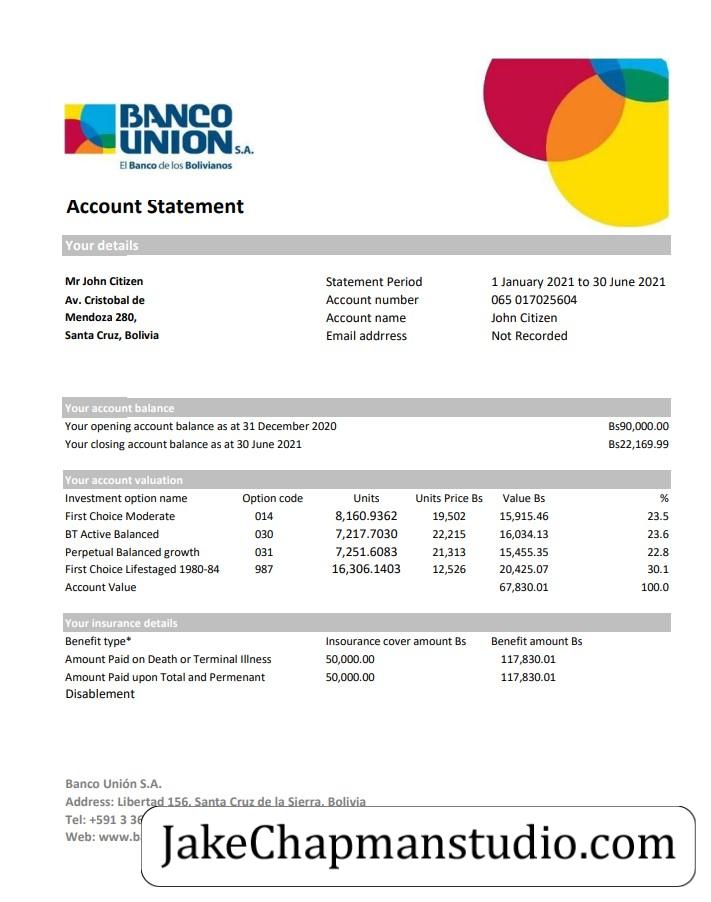 BANCO
UNION S.A.
El Banco de los Bolivianos
Account Statement
Your details
Mr John Citizen Statement Period 1 January 2021 to 30 June 2021
Av. Cristobal de Account number 065 017025604
Mendoza 280, Account name John Citizen
Santa Cruz, Bolivia Email adrress Not Recorded
Your account balance
Your opening account balance as at 31 December 2020 Bs90,000.00
Your closing account balance as at 30 June 2021 Bs22,169.99
Your account valuation
Investment option name Option code Units Units Price Bs Value Bs %
First Choice Moderate 014 8,160.9362 19,502 15,915.46 23.5
BT Active Balanced 030 7,217.7030 22,215 16,034.13 23.6
Perpetual Balanced growth 031 7,251.6083 21,313 15,455.35 22.8
First Choice Lifestaged 1980-84 987 16,306.1403 12,526 20,425.07 30.1
Account Value 67,830.01 100.0
Your insurance details
Benefit type* Insourance cover amount Bs Benefit amount Bs
Amount Paid on Death or Terminal Illness 50,000.00 117,830.01
Amount Paid upon Total and Permenant 50,000.00 117,830.01
Disablement
Banco Unión S.A.
Address: Libertad 156, Santa Cruz de la Sierra, Bolivia
Tel: +591 3 36
Web: www.b
JakeChapmanstudio.com